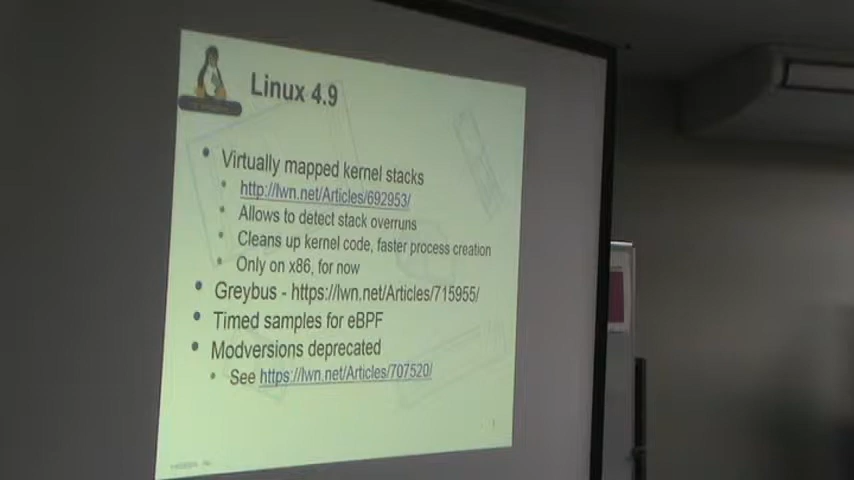 Linux 4.9
• Virtually mapped kernel stacks
• http://lwn.net/Articles/692953/
• Allows to detect stack overruns
• Cleans up kernel code, faster process creation
• Only on x86, for now
• Greybus - https://lwn.net/Articles/715955/
• Timed samples for eBPF
• Modversions deprecated
• See https://lwn.net/Articles/707520/